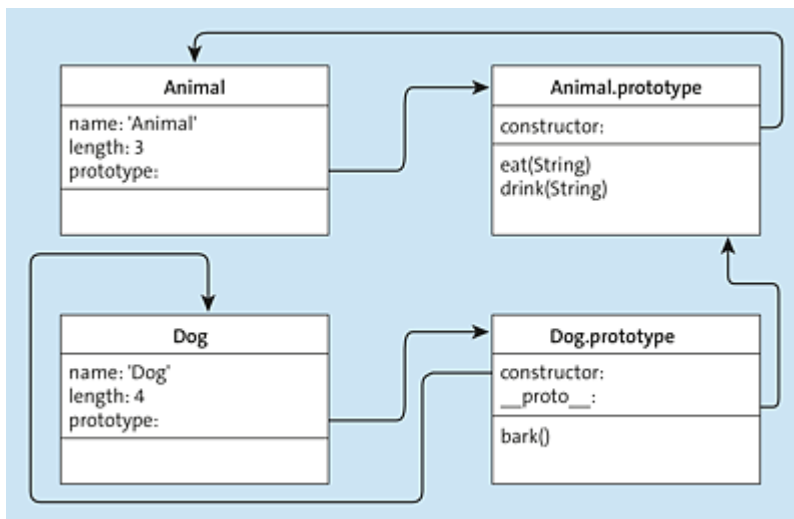 Animal
name: 'Animal'
length: 3
prototype:
Animal.prototype
constructor:
eat(String)
drink(String)
Dog
name: 'Dog'
length: 4
prototype:
Dog.prototype
constructor:
__proto__:
bark()